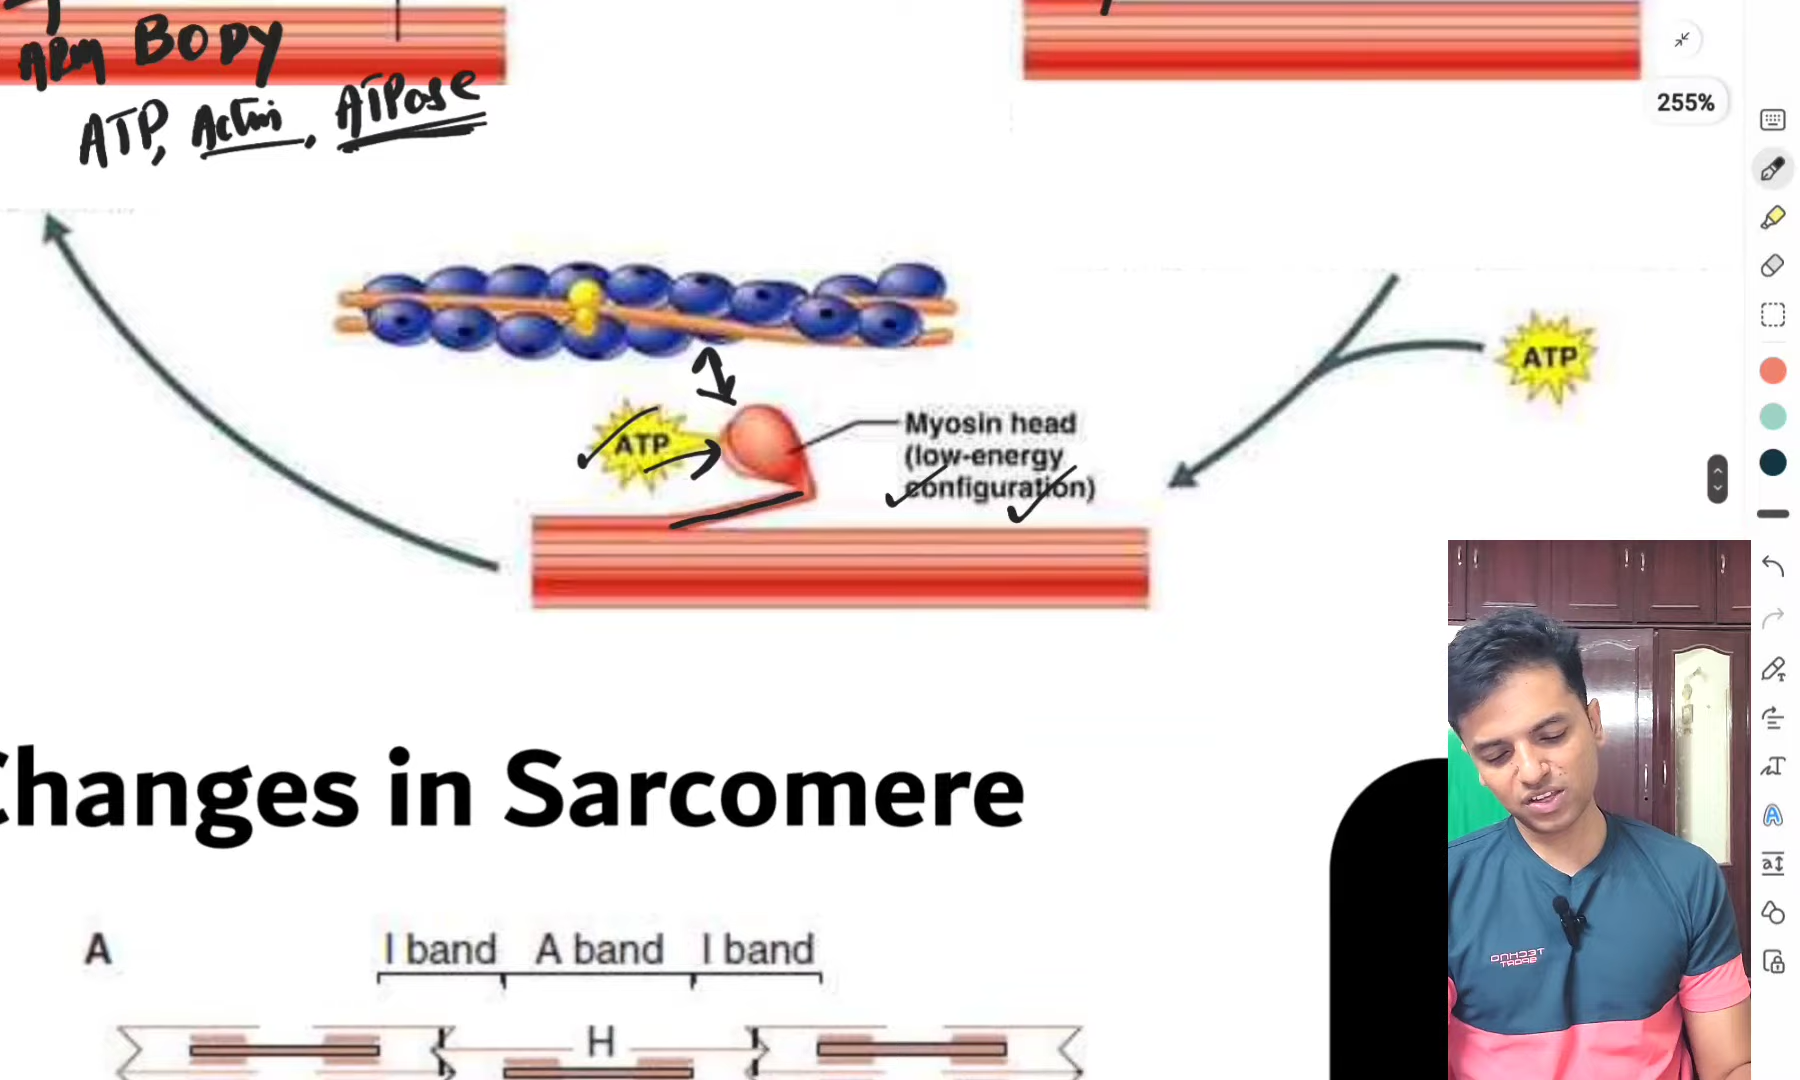 ARM BODY
ATP, Actin, ATPase
255%
ATP
ATP
Myosin head
(low-energy
configuration)
Changes in Sarcomere
A
I band A band I band
H